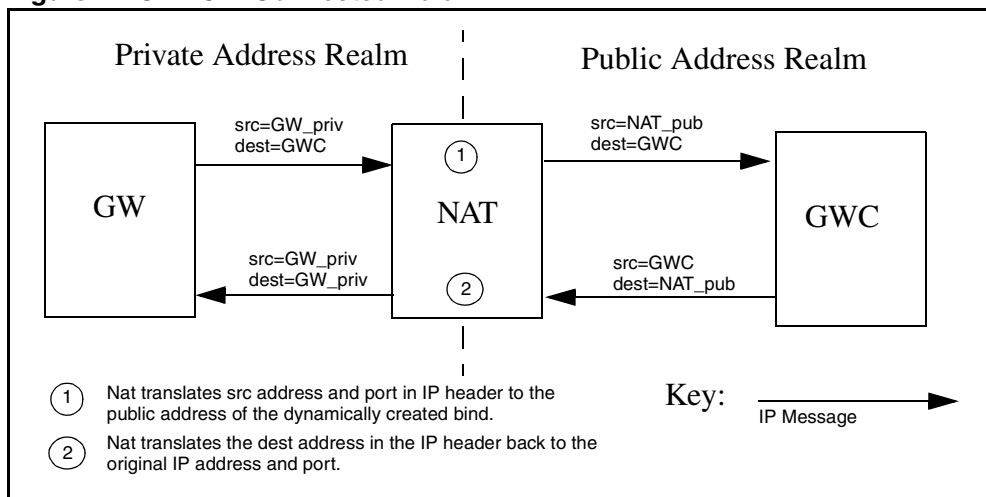 Private Address Realm
Public Address Realm
src=GW_priv
dest=GWC
src=NAT_pub
dest=GWC
1
GW
NAT
GWC
src=GW_priv
dest=GW_priv
2
src=GWC
dest=NAT_pub
1
Nat translates src address and port in IP header to the
public address of the dynamically created bind.
2
Nat translates the dest address in the IP header back to the
original IP address and port.
Key:
IP Message